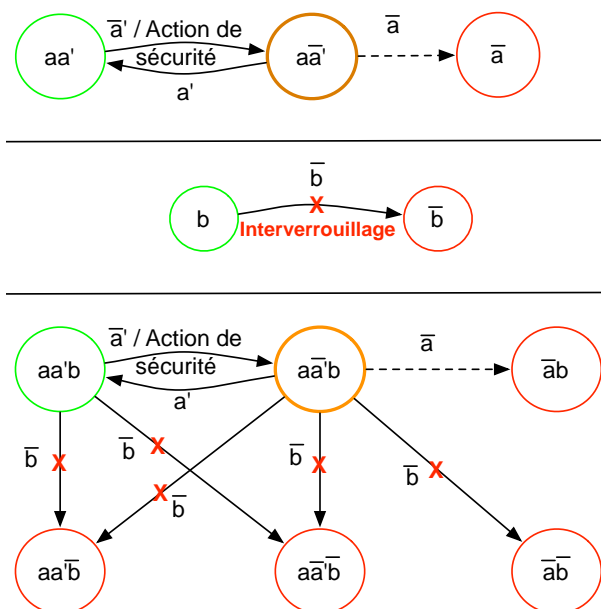 a̅' / Action de
sécurité
a'
a̅
aa'
aa̅'
a̅
b̅
b
b̅
X
Interverrouillage
a̅' / Action de
sécurité
a'
a̅
aa'b
aa̅'b
a̅b
b̅
X
b̅
X
X
b̅
b̅
X
b̅
X
aa'b̅
aa̅'b̅
a̅b̅